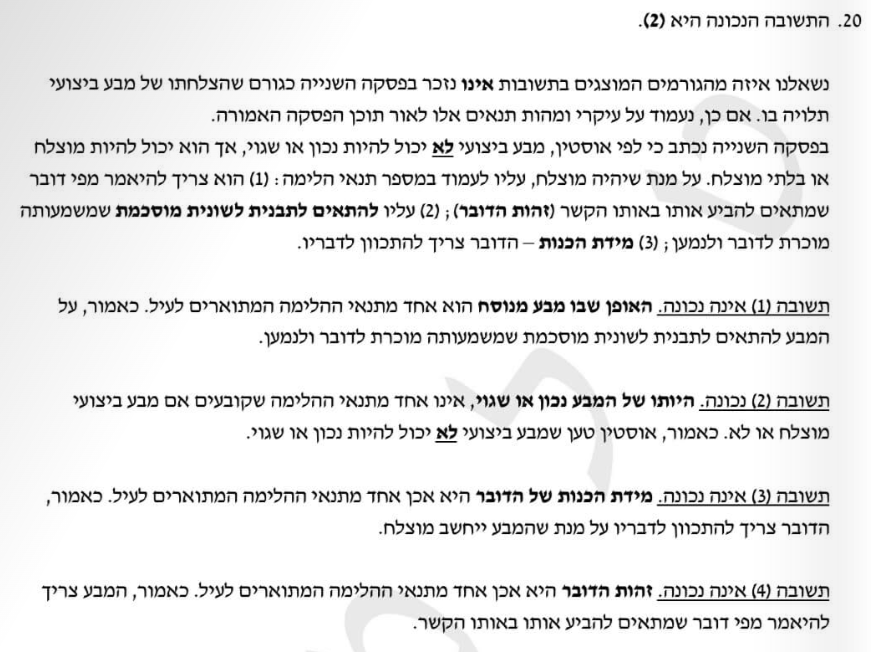 20. התשובה הנכונה היא (2).
נשאלנו איזה מהגורמים המוצגים בתשובות אינו נזכר בפסקה השנייה כגורם שהצלחתו של מבע ביצועי
תלויה בו. אם כן, נעמוד על עיקרי ומהות תנאים אלו לאור תוכן הפסקה האמורה.
בפסקה השנייה נכתב כי לפי אוסטין, מבע ביצועי לא יכול להיות נכון או שגוי, אך הוא יכול להיות מוצלח
או בלתי מוצלח. על מנת שיהיה מוצלח, עליו לעמוד במספר תנאי הלימה: (1) הוא צריך להיאמר מפי דובר
שמתאים להביע אותו באותו הקשר (זהות הדובר); (2) עליו להתאים לתבנית לשונית מוסכמת שמשמעותה
מוכרת לדובר ולנמען; (3) מידת הכנות – הדובר צריך להתכוון לדבריו.
תשובה (1) אינה נכונה. האופן שבו מבע מנוסח הוא אחד מתנאי ההלימה המתוארים לעיל. כאמור, על
המבע להתאים לתבנית לשונית מוסכמת שמשמעותה מוכרת לדובר ולנמען.
תשובה (2) נכונה. היותו של המבע נכון או שגוי, אינו אחד מתנאי ההלימה שקובעים אם מבע ביצועי
מוצלח או לא. כאמור, אוסטין טען שמבע ביצועי לא יכול להיות נכון או שגוי.
תשובה (3) אינה נכונה. מידת הכנות של הדובר היא אכן אחד מתנאי ההלימה המתוארים לעיל. כאמור,
הדובר צריך להתכוון לדבריו על מנת שהמבע ייחשב מוצלח.
תשובה (4) אינה נכונה. זהות הדובר היא אכן אחד מתנאי ההלימה המתוארים לעיל. כאמור, המבע צריך
להיאמר מפי דובר שמתאים להביע אותו באותו הקשר.